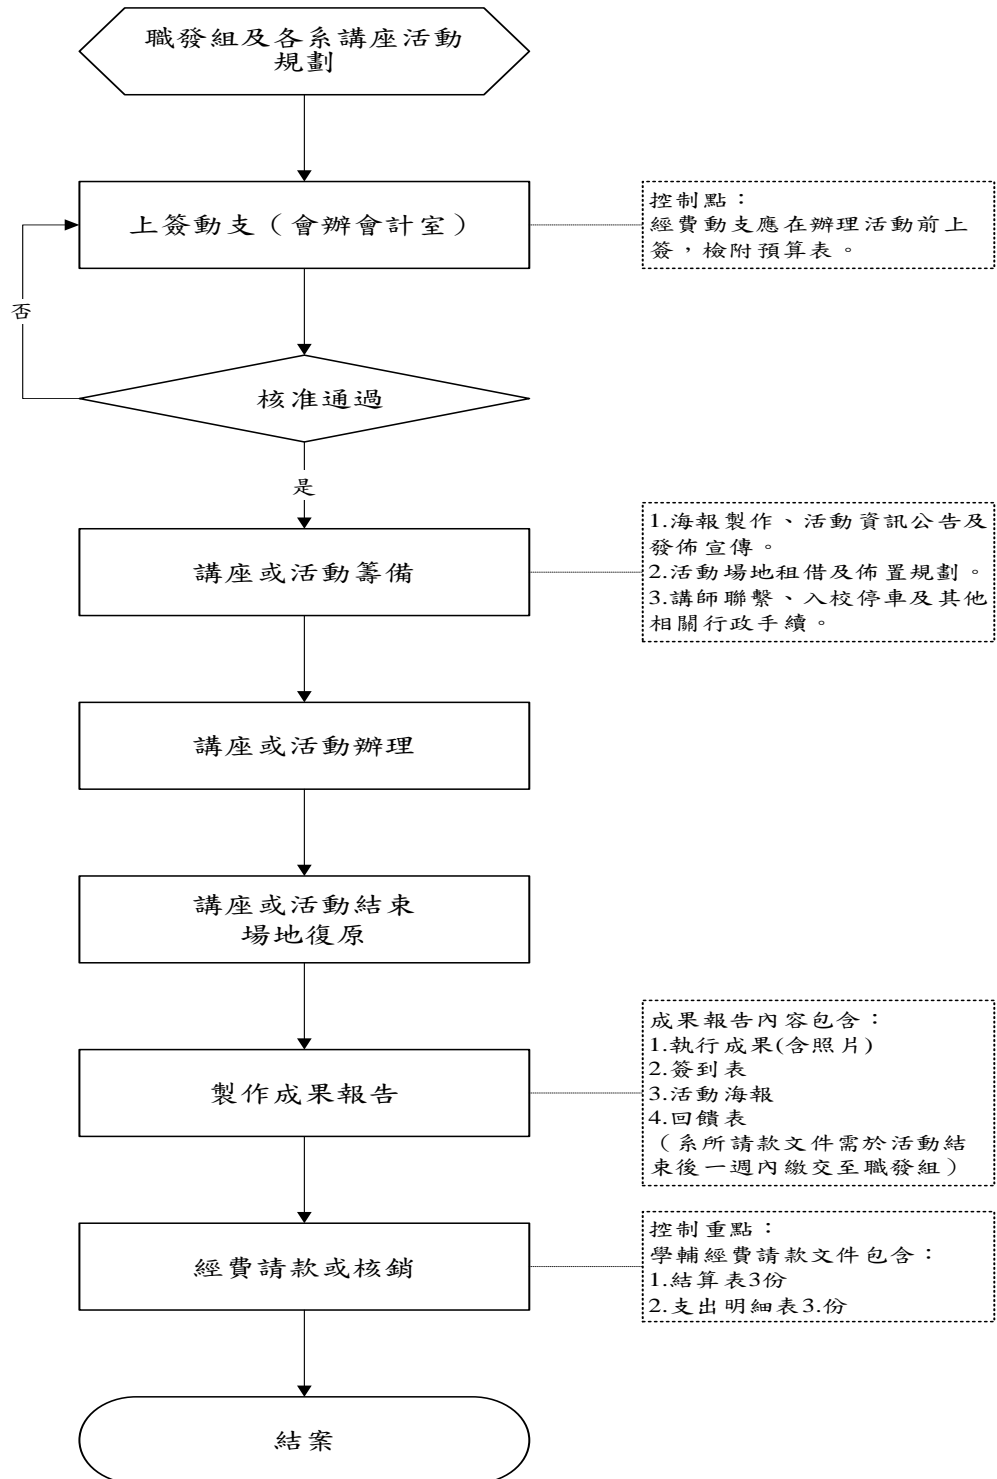 職發組及各系講座活動
規劃
上簽動支（會辦會計室）
控制點：
經費動支應在辦理活動前上
簽，檢附預算表。
否
核准通過
是
講座或活動籌備
1.海報製作、活動資訊公告及
發佈宣傳。
2.活動場地租借及佈置規劃。
3.講師聯繫、入校停車及其他
相關行政手續。
講座或活動辦理
講座或活動結束
場地復原
製作成果報告
成果報告內容包含：
1.執行成果(含照片)
2.簽到表
3.活動海報
4.回饋表
（系所請款文件需於活動結
束後一週內繳交至職發組）
經費請款或核銷
控制重點：
學輔經費請款文件包含：
1.結算表3份
2.支出明細表3.份
結案